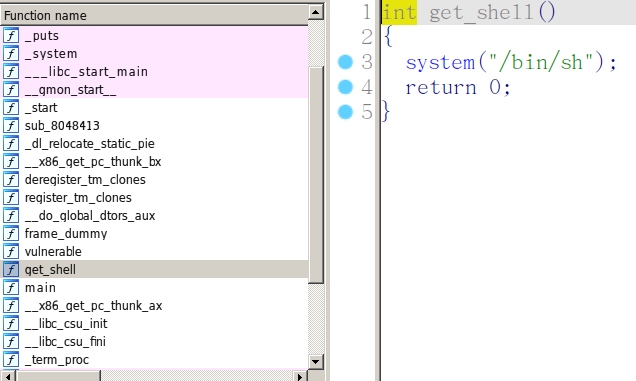 Function name
f _puts
f _system
f ___libc_start_main
f __gmon_start__
f _start
f sub_8048413
f _dl_relocate_static_pie
f __x86_get_pc_thunk_bx
f deregister_tm_clones
f register_tm_clones
f __do_global_dtors_aux
f frame_dummy
f vulnerable
f get_shell
f main
f __x86_get_pc_thunk_ax
f __libc_csu_init
f __libc_csu_fini
f _term_proc
1 int get_shell()
2 {
3 system("/bin/sh");
4 return 0;
5 }